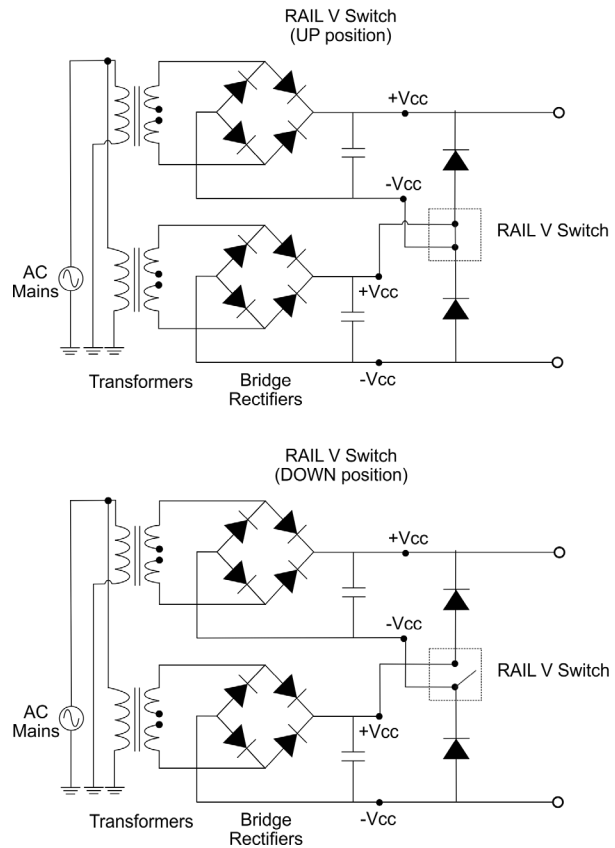 RAIL V Switch
(UP position)
+Vcc
-Vcc
RAIL V Switch
AC
Mains
+Vcc
-Vcc
Transformers
Bridge
Rectifiers
RAIL V Switch
(DOWN position)
+Vcc
-Vcc
RAIL V Switch
AC
Mains
+Vcc
-Vcc
Transformers
Bridge
Rectifiers